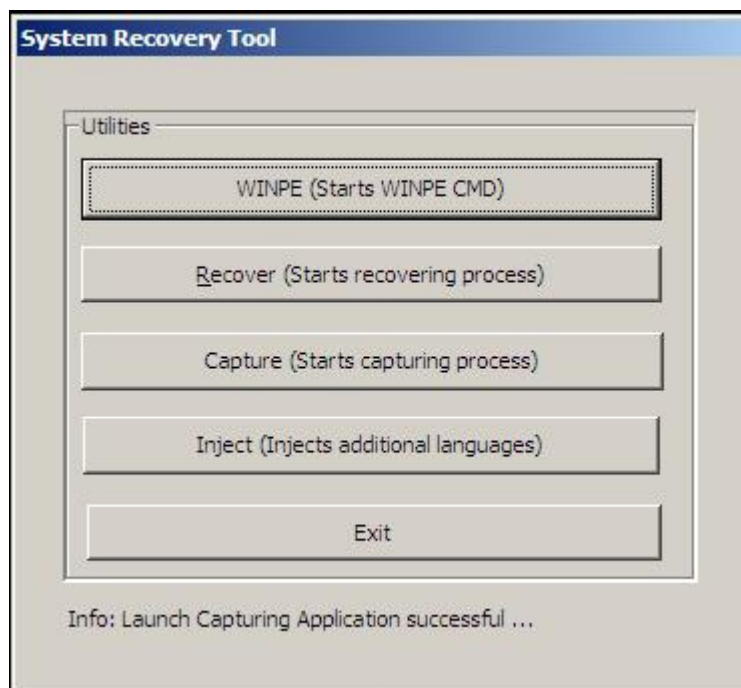 System Recovery Tool
Utilities
WINPE (Starts WINPE CMD)
Recover (Starts recovering process)
Capture (Starts capturing process)
Inject (Injects additional languages)
Exit
Info: Launch Capturing Application successful ...